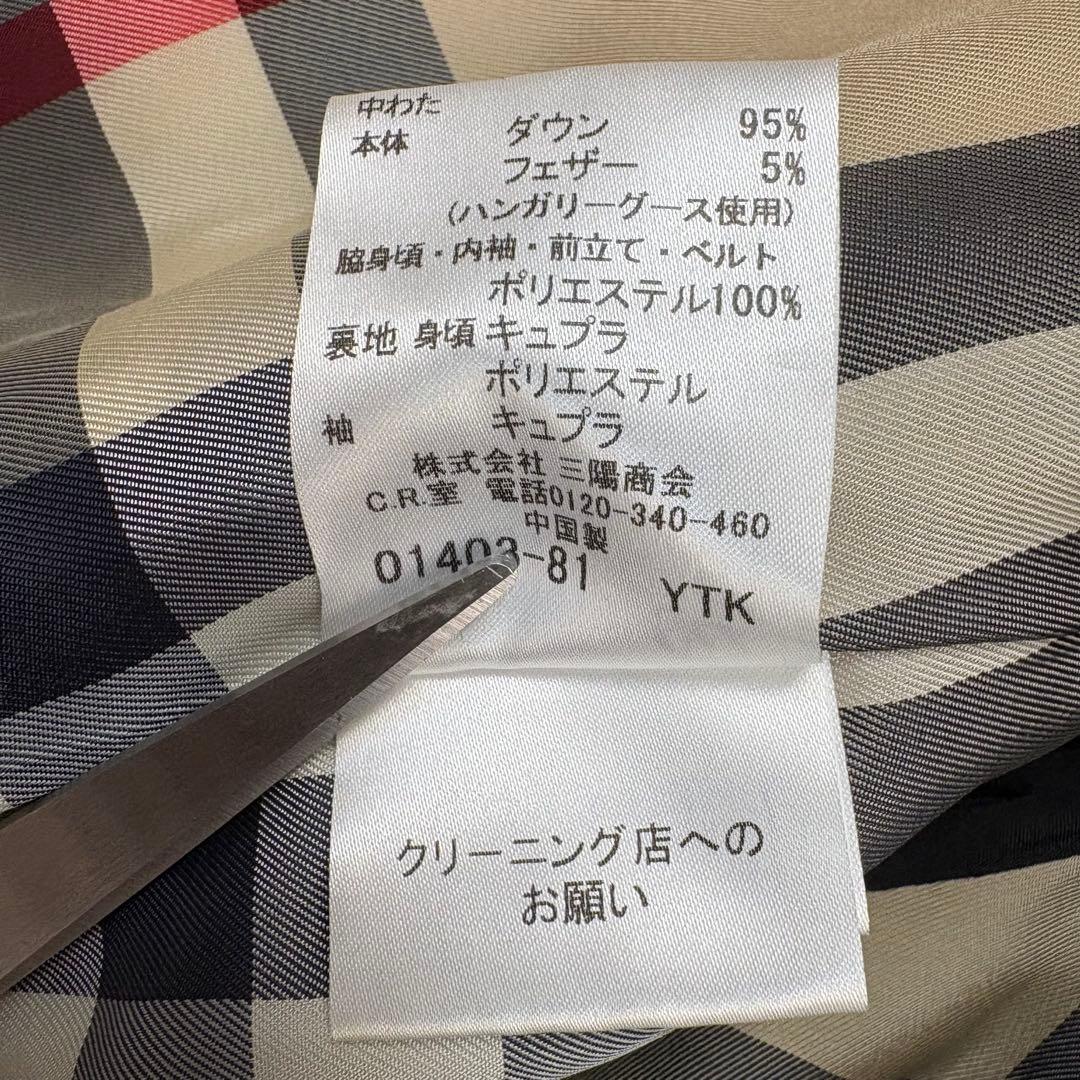 中わた
本体 ダウン 95%
フェザー 5%
(ハンガリーグース使用)
脇身頃・内袖・前立て・ベルト
ポリエステル100%
裏地 身頃 キュプラ
ポリエステル
袖 キュプラ
株式会社 三陽商会
C.R.室 電話0120-340-460
中国製
01403-81 YTK
クリーニング店への
お願い